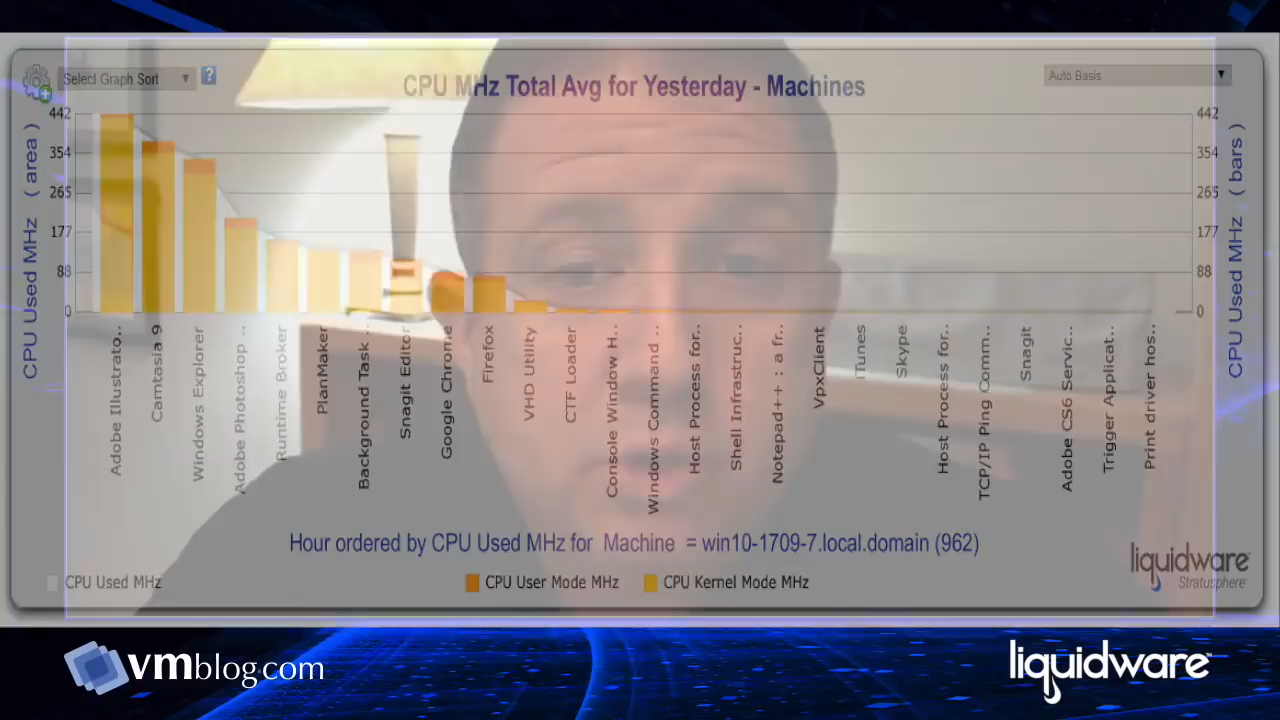 Select Graph Sort
?
CPU MHz Total Avg for Yesterday - Machines
Auto Basis
442
354
265
177
88
0
CPU Used MHz ( area )
442
354
265
177
88
0
CPU Used MHz ( bars )
Adobe Illustrato..
Camtasia 9
Windows Explorer
Adobe Photoshop ..
Runtime Broker
PlanMaker
Background Task ..
Snagit Editor
Google Chrome
Firefox
VHD Utility
CTF Loader
Console Window H..
Windows Command ..
Host Process for..
Shell Infrastruc..
Notepad++ : a fr..
VpxClient
iTunes
Skype
Host Process for..
TCP/IP Ping Comm..
Snagit
Adobe CS6 Servic..
Trigger Applicat..
Print driver hos..
Hour ordered by CPU Used MHz for Machine = win10-1709-7.local.domain (962)
CPU Used MHz
CPU User Mode MHz
CPU Kernel Mode MHz
liquidware
Stratusphere
vmblog.com
liquidware